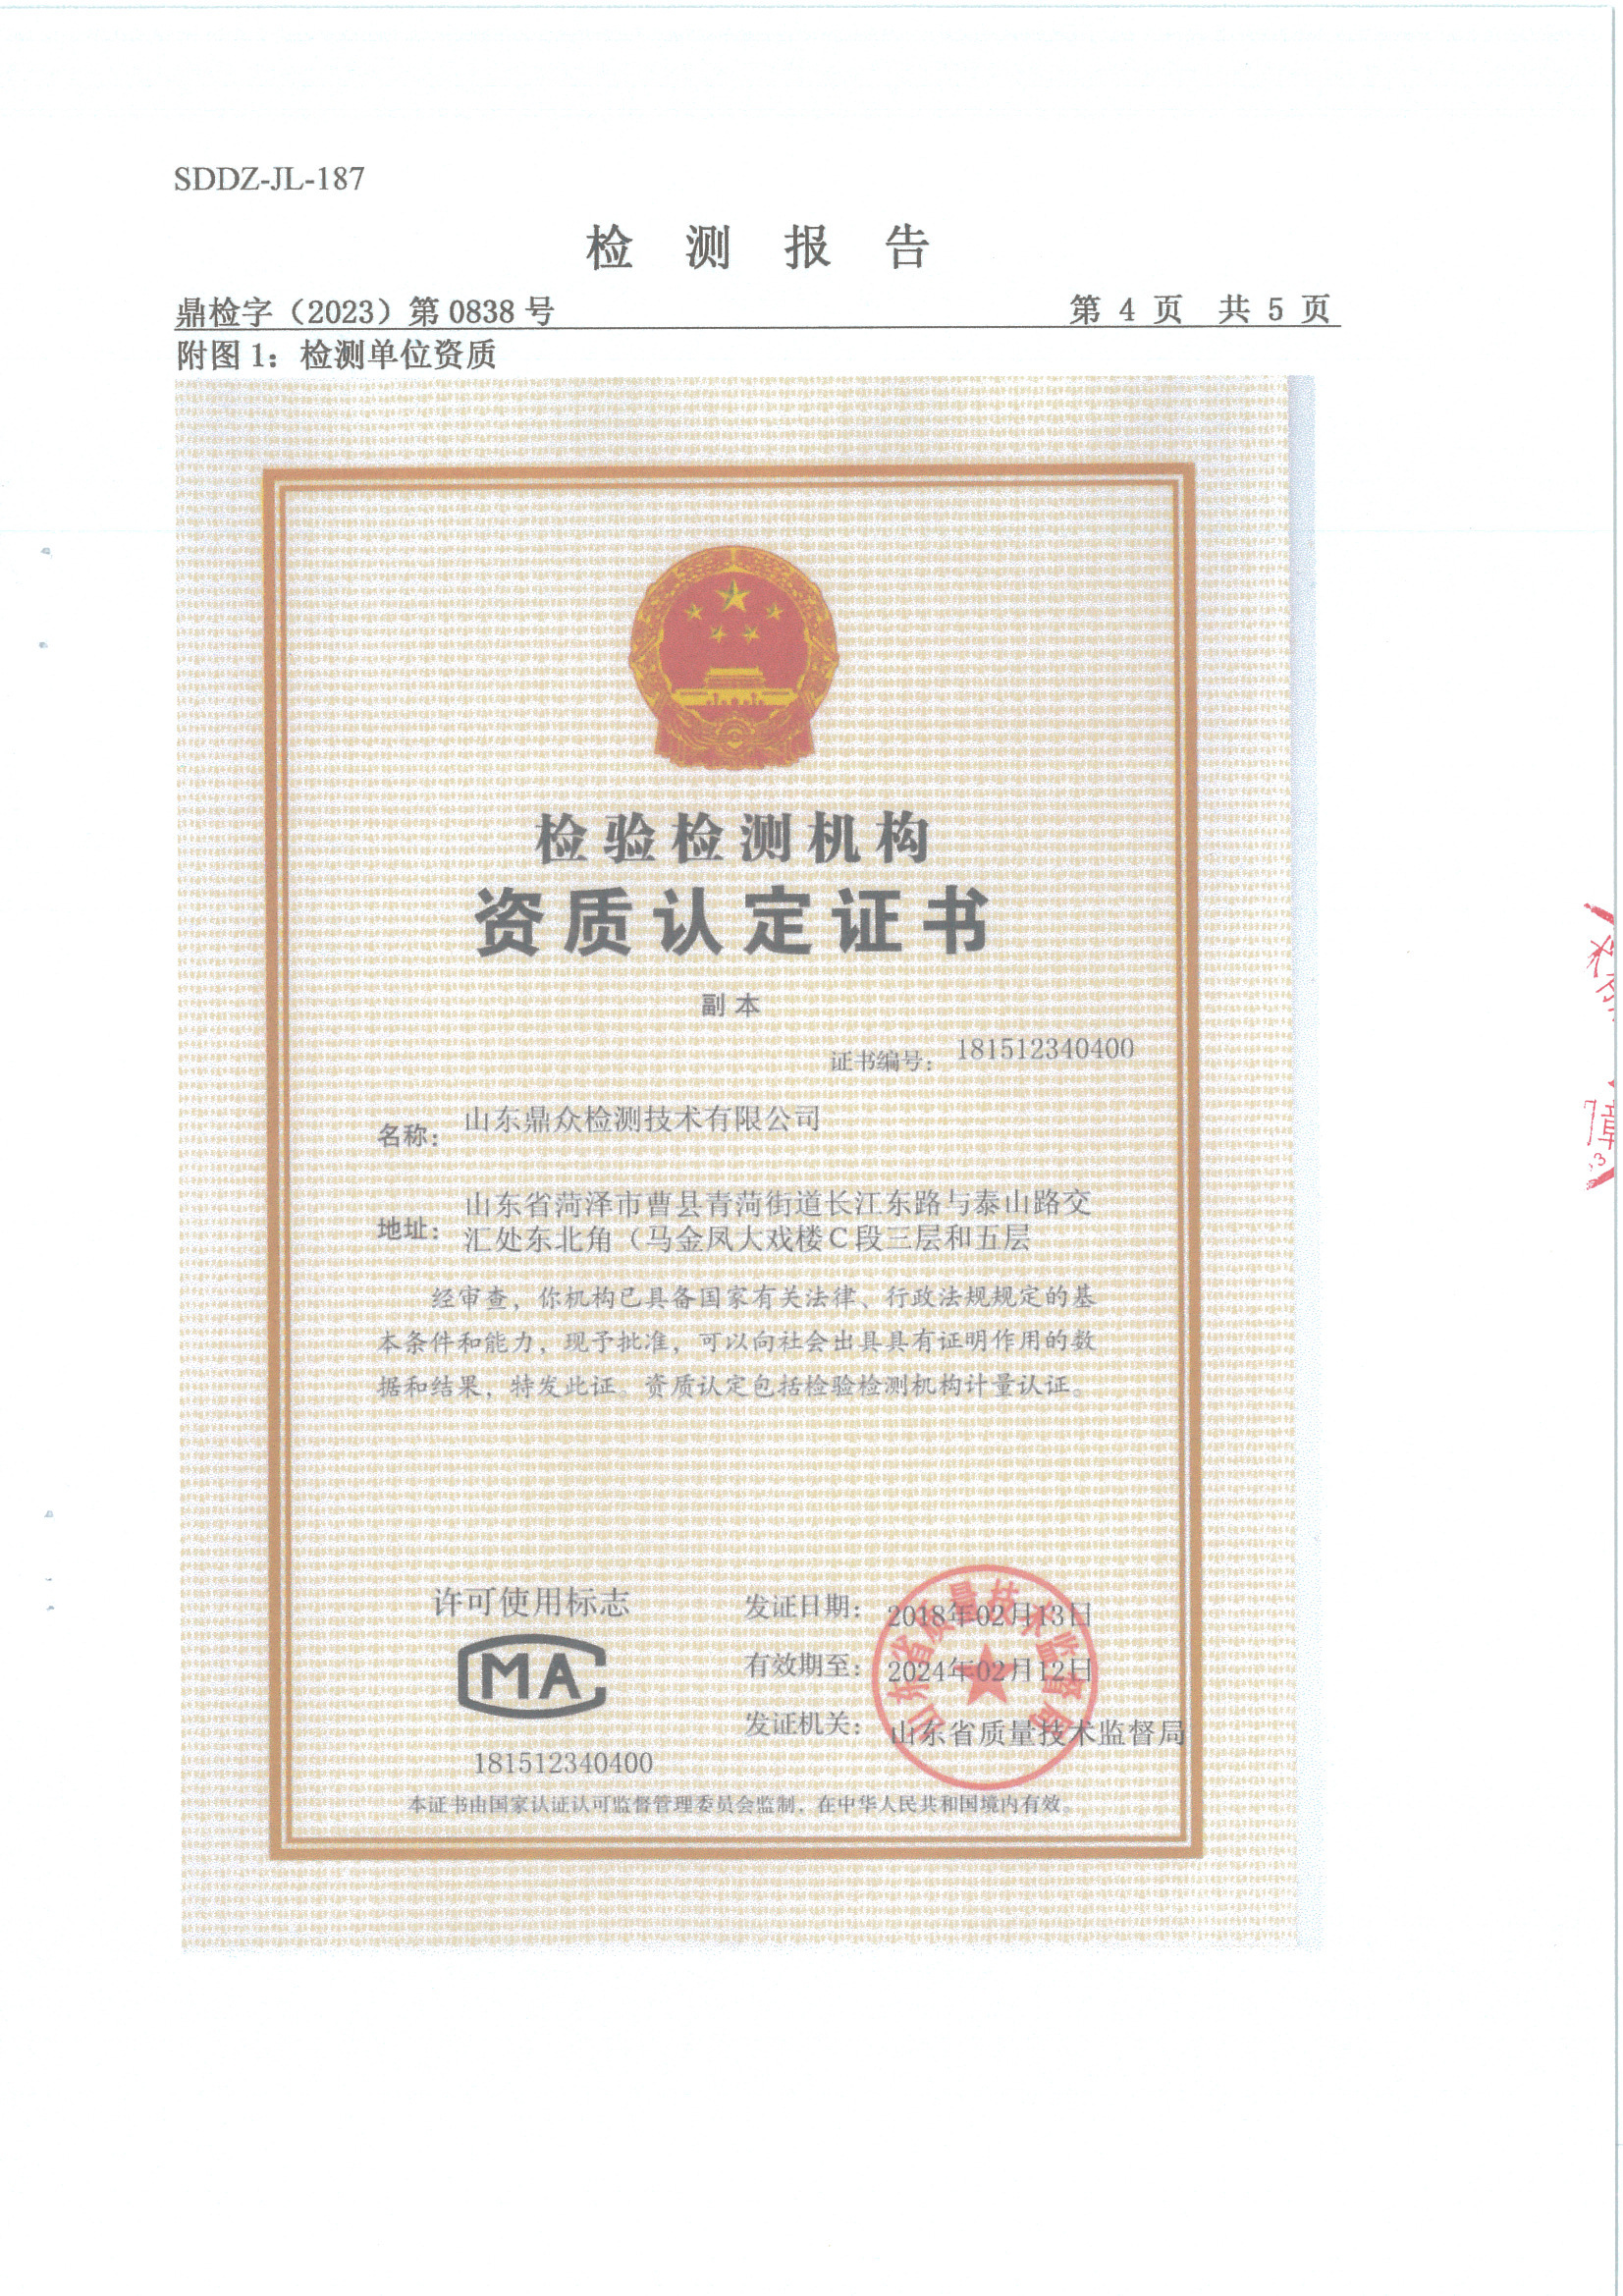 SDDZ-JL-187
检 测 报 告
鼎检字（2023）第 0838 号 第 4 页 共 5 页
附图 1：检测单位资质
检验检测机构
资质认定证书
副本
证书编号：181512340400
名称：山东鼎众检测技术有限公司
地址：山东省菏泽市曹县青菏街道长江东路与泰山路交
汇处东北角（马金凤大戏楼C段三层和五层
经审查，你机构已具备国家有关法律、行政法规规定的基
本条件和能力，现予批准，可以向社会出具具有证明作用的数
据和结果，特发此证。资质认定包括检验检测机构计量认证。
许可使用标志
MA
181512340400
发证日期：2018年02月13日
有效期至：2024年02月12日
发证机关：山东省质量技术监督局
山东省质量技术监督局
本证书由国家认证认可监督管理委员会监制，在中华人民共和国境内有效。
章